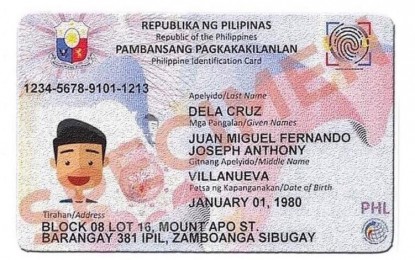 REPUBLIKA NG PILIPINAS
Republic of the Philippines
PAMBANSANG PAGKAKAKILANLAN
Philippine Identification Card
1234-5678-9101-1213
Apelyido/Last Name
DELA CRUZ
Mga Pangalan/Given Names
JUAN MIGUEL FERNANDO
JOSEPH ANTHONY
Gitnang Apelyido/Middle Name
VILLANUEVA
Petsa ng Kapanganakan/Date of Birth
JANUARY 01, 1980
PHL
Tirahan/Address
BLOCK 08 LOT 16, MOUNT APO ST.
BARANGAY 381 IPIL, ZAMBOANGA SIBUGAY
SPECIMEN